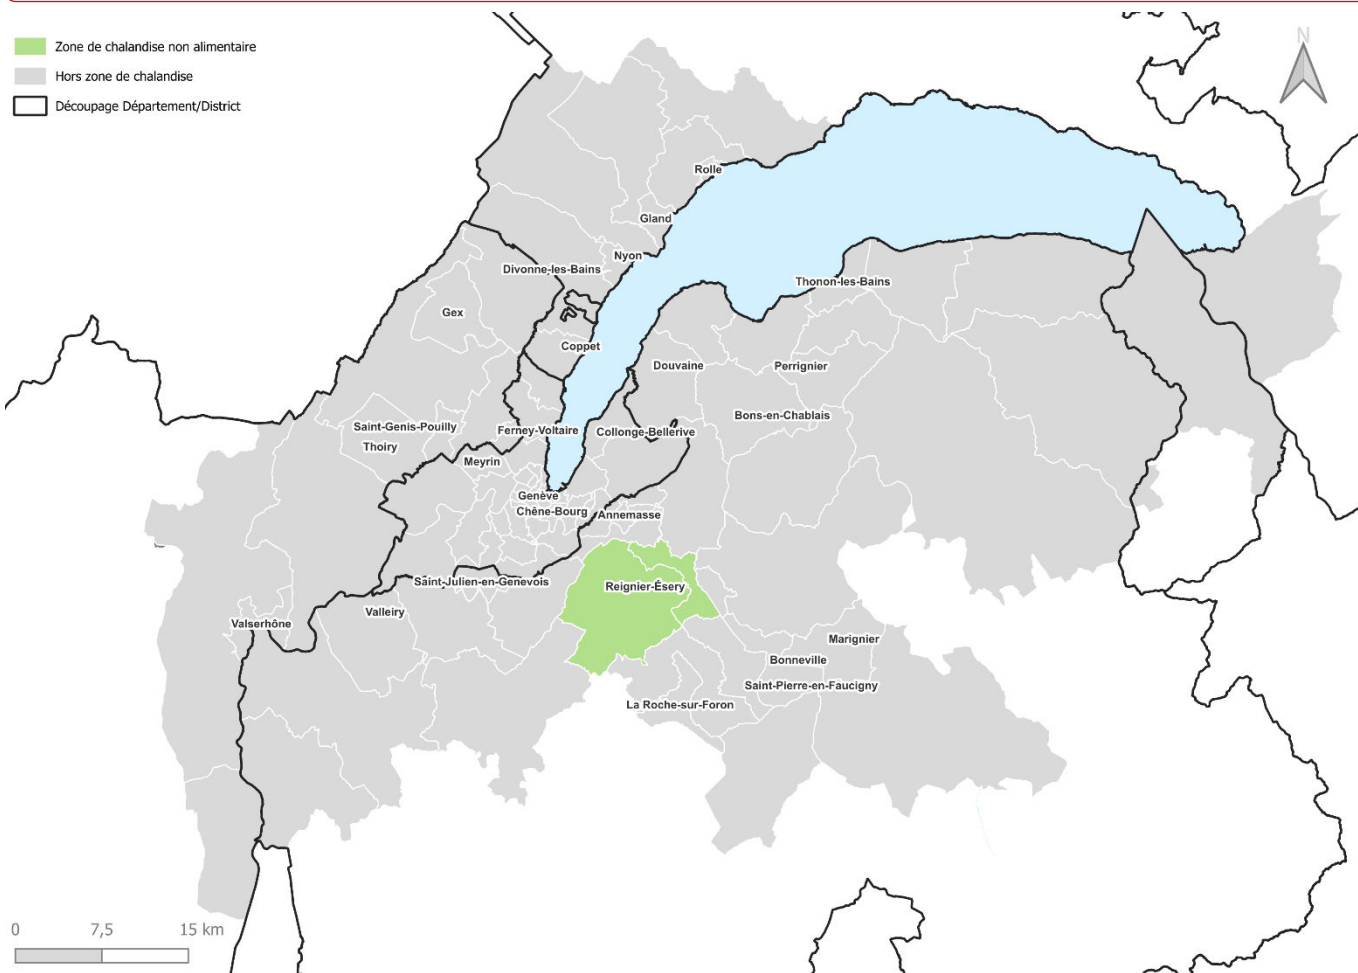 Zone de chalandise non alimentaire
Hors zone de chalandise
Découpage Département/District
N
Rolle
Gland
Nyon
Divonne-les-Bains
Thonon-les-Bains
Gex
Coppet
Douvaine
Perrignier
Bons-en-Chablais
Saint-Genis-Pouilly
Ferney-Voltaire
Collonge-Bellerive
Thoiry
Meyrin
Genève
Chêne-Bourg
Annemasse
Saint-Julien-en-Genevois
Reignier-Ésery
Valleiry
Valserhône
Marignier
Bonneville
Saint-Pierre-en-Faucigny
La Roche-sur-Foron
0 7,5 15 km